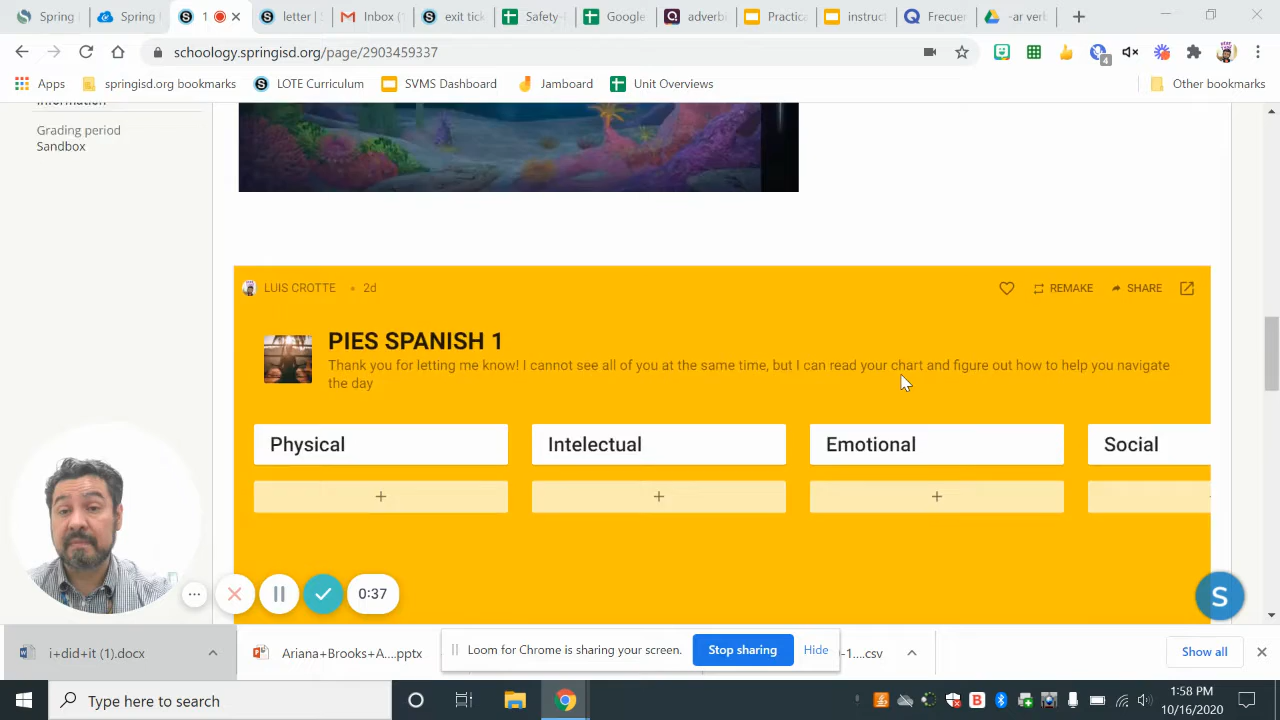 Spring i
Spring I
1
letter |
Inbox (
exit tick
Safety-
Google
adverb
Practica
instruct
Frecuer
-ar verb
schoology.springisd.org/page/2903459337
4
Apps
springisd.org bookmarks
LOTE Curriculum
SVMS Dashboard
Jamboard
Unit Overviews
Other bookmarks
Information
Grading period
Sandbox
LUIS CROTTE • 2d
REMAKE
SHARE
PIES SPANISH 1
Thank you for letting me know! I cannot see all of you at the same time, but I can read your chart and figure out how to help you navigate
the day
Physical
Intelectual
Emotional
Social
+
+
+
0:37
S
i+did+it (1).docx
Ariana+Brooks+A....pptx
Loom for Chrome is sharing your screen.
Stop sharing
Hide
-1....csv
Show all
Type here to search
1:58 PM
10/16/2020